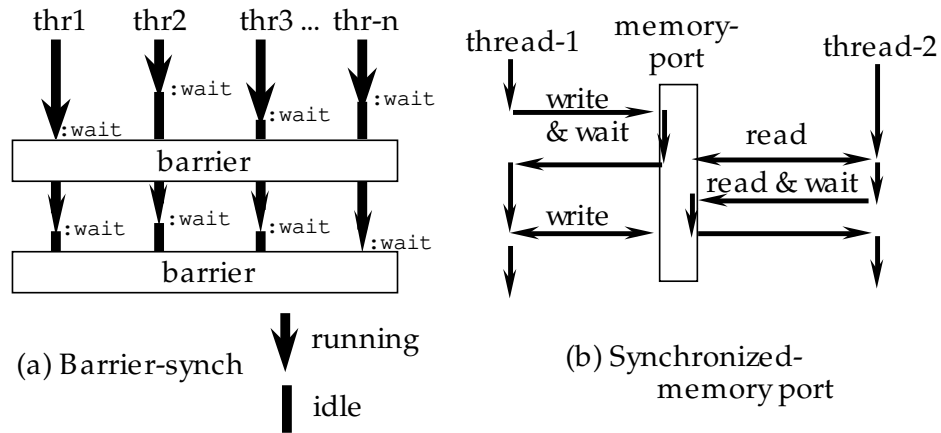 thr1 thr2 thr3 ... thr-n
:wait
:wait
:wait
:wait
barrier
:wait
:wait
:wait
:wait
barrier
running
idle
(a) Barrier-synch
thread-1
memory-
port
thread-2
write
& wait
read
read & wait
write
(b) Synchronized-
memory port